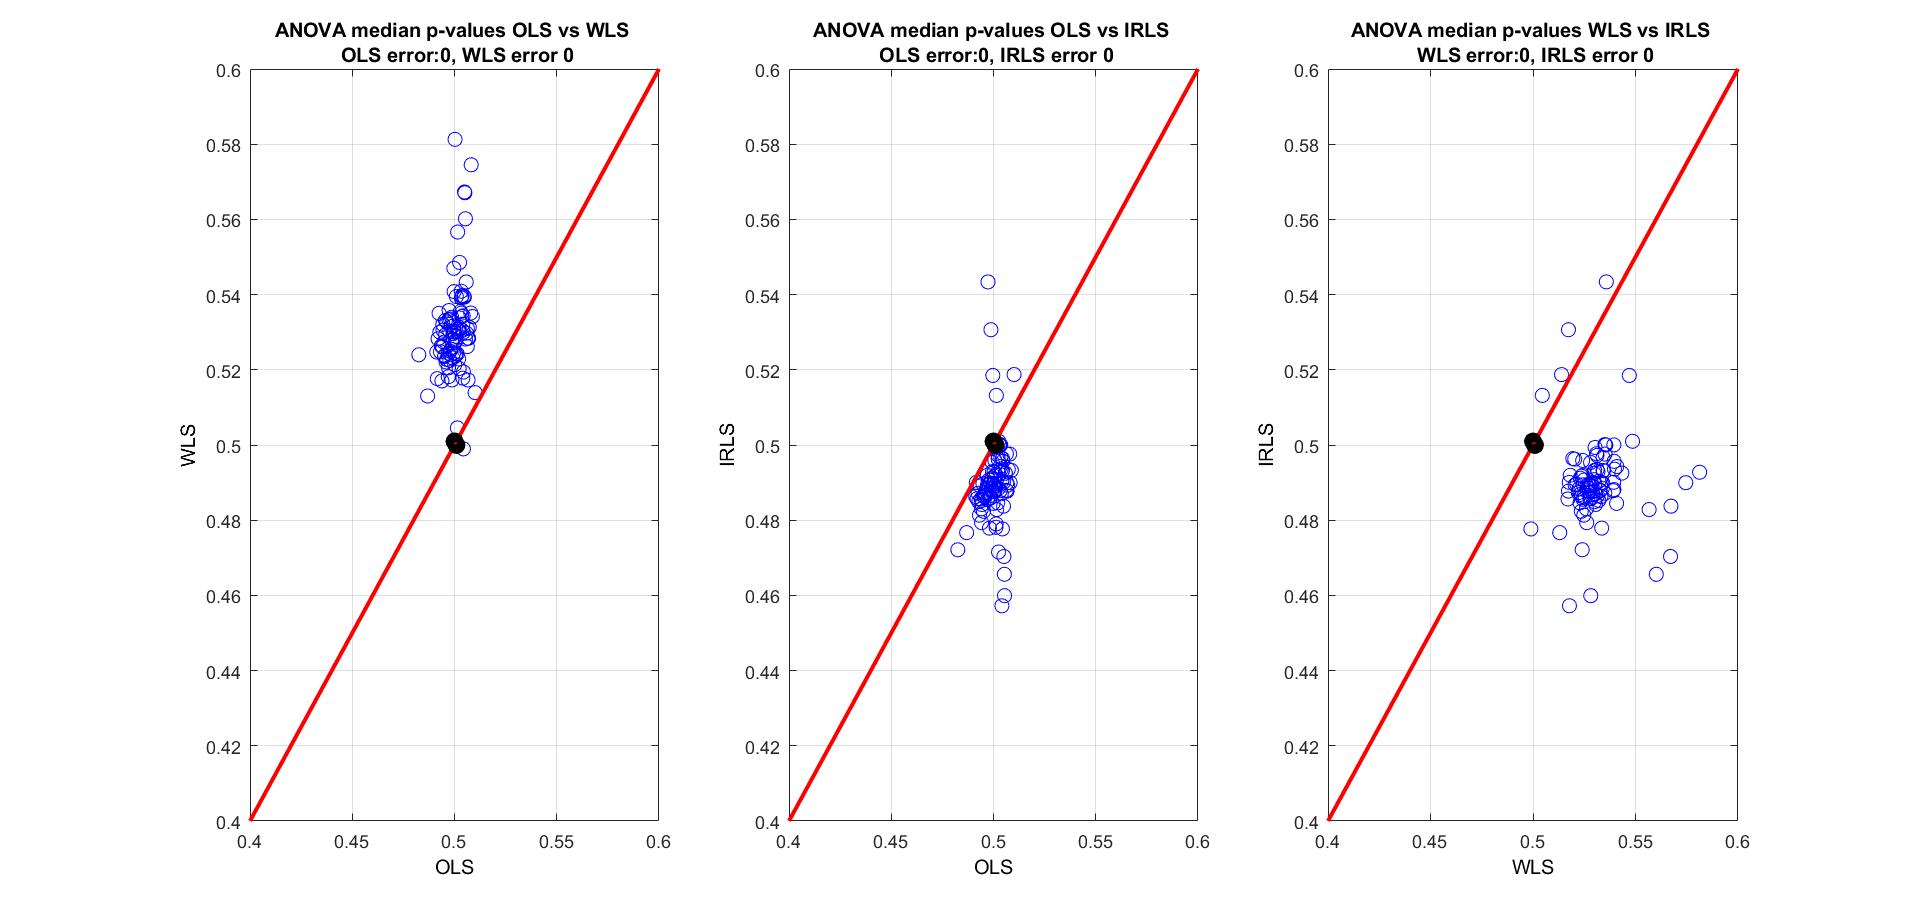 ANOVA median p-values OLS vs WLS
OLS error:0, WLS error 0
0.6
0.58
0.56
0.54
0.52
0.5
0.48
0.46
0.44
0.42
0.4
WLS
0.4 0.45 0.5 0.55 0.6
OLS
ANOVA median p-values OLS vs IRLS
OLS error:0, IRLS error 0
0.6
0.58
0.56
0.54
0.52
0.5
0.48
0.46
0.44
0.42
0.4
IRLS
0.4 0.45 0.5 0.55 0.6
OLS
ANOVA median p-values WLS vs IRLS
WLS error:0, IRLS error 0
0.6
0.58
0.56
0.54
0.52
0.5
0.48
0.46
0.44
0.42
0.4
IRLS
0.4 0.45 0.5 0.55 0.6
WLS